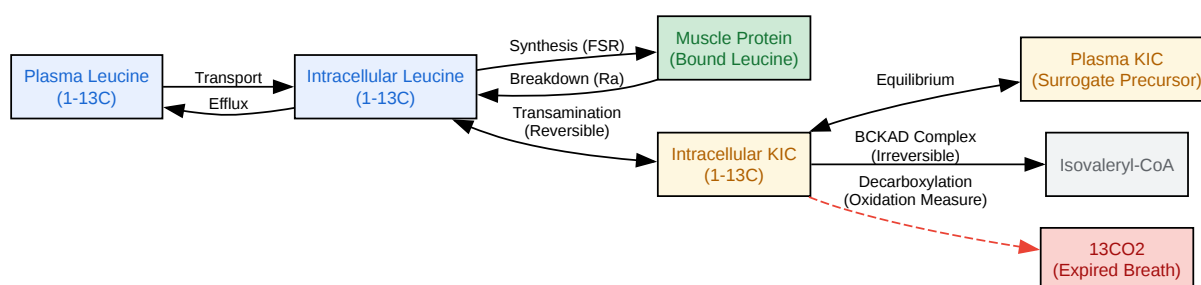 Plasma Leucine
(1-13C)
Transport
Efflux
Intracellular Leucine
(1-13C)
Synthesis (FSR)
Breakdown (Ra)
Transamination
(Reversible)
Muscle Protein
(Bound Leucine)
Intracellular KIC
(1-13C)
Equilibrium
BCKAD Complex
(Irreversible)
Decarboxylation
(Oxidation Measure)
Plasma KIC
(Surrogate Precursor)
Isovaleryl-CoA
13CO2
(Expired Breath)